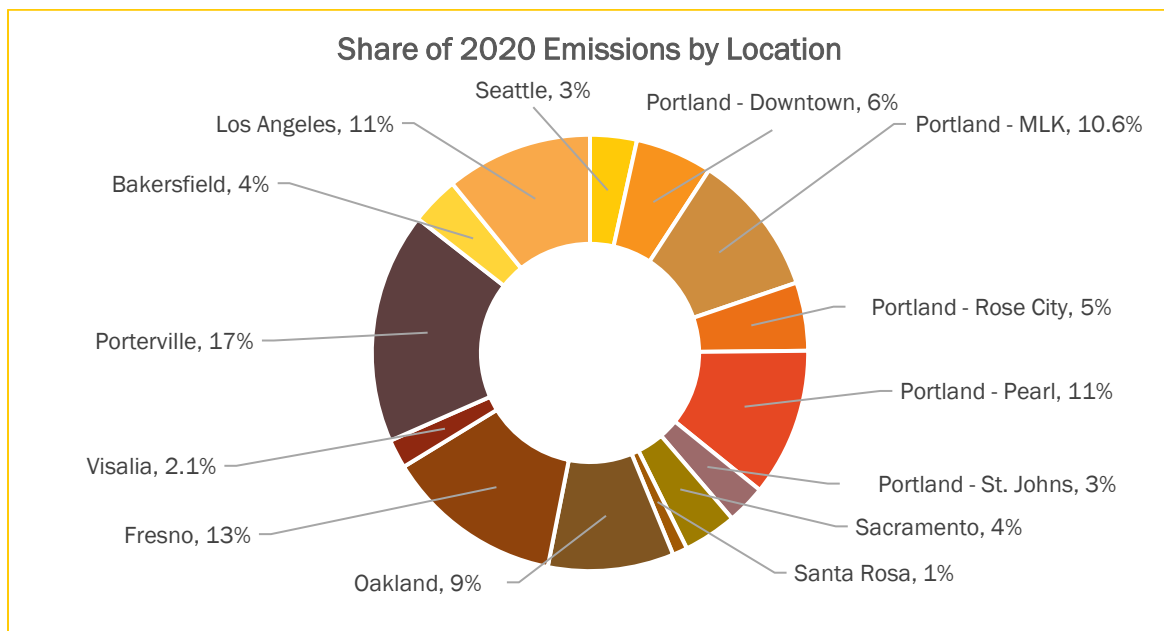 Share of 2020 Emissions by Location
Seattle, 3%
Portland - Downtown, 6%
Portland - MLK, 10.6%
Portland - Rose City, 5%
Portland - Pearl, 11%
Portland - St. Johns, 3%
Sacramento, 4%
Santa Rosa, 1%
Oakland, 9%
Fresno, 13%
Visalia, 2.1%
Porterville, 17%
Bakersfield, 4%
Los Angeles, 11%